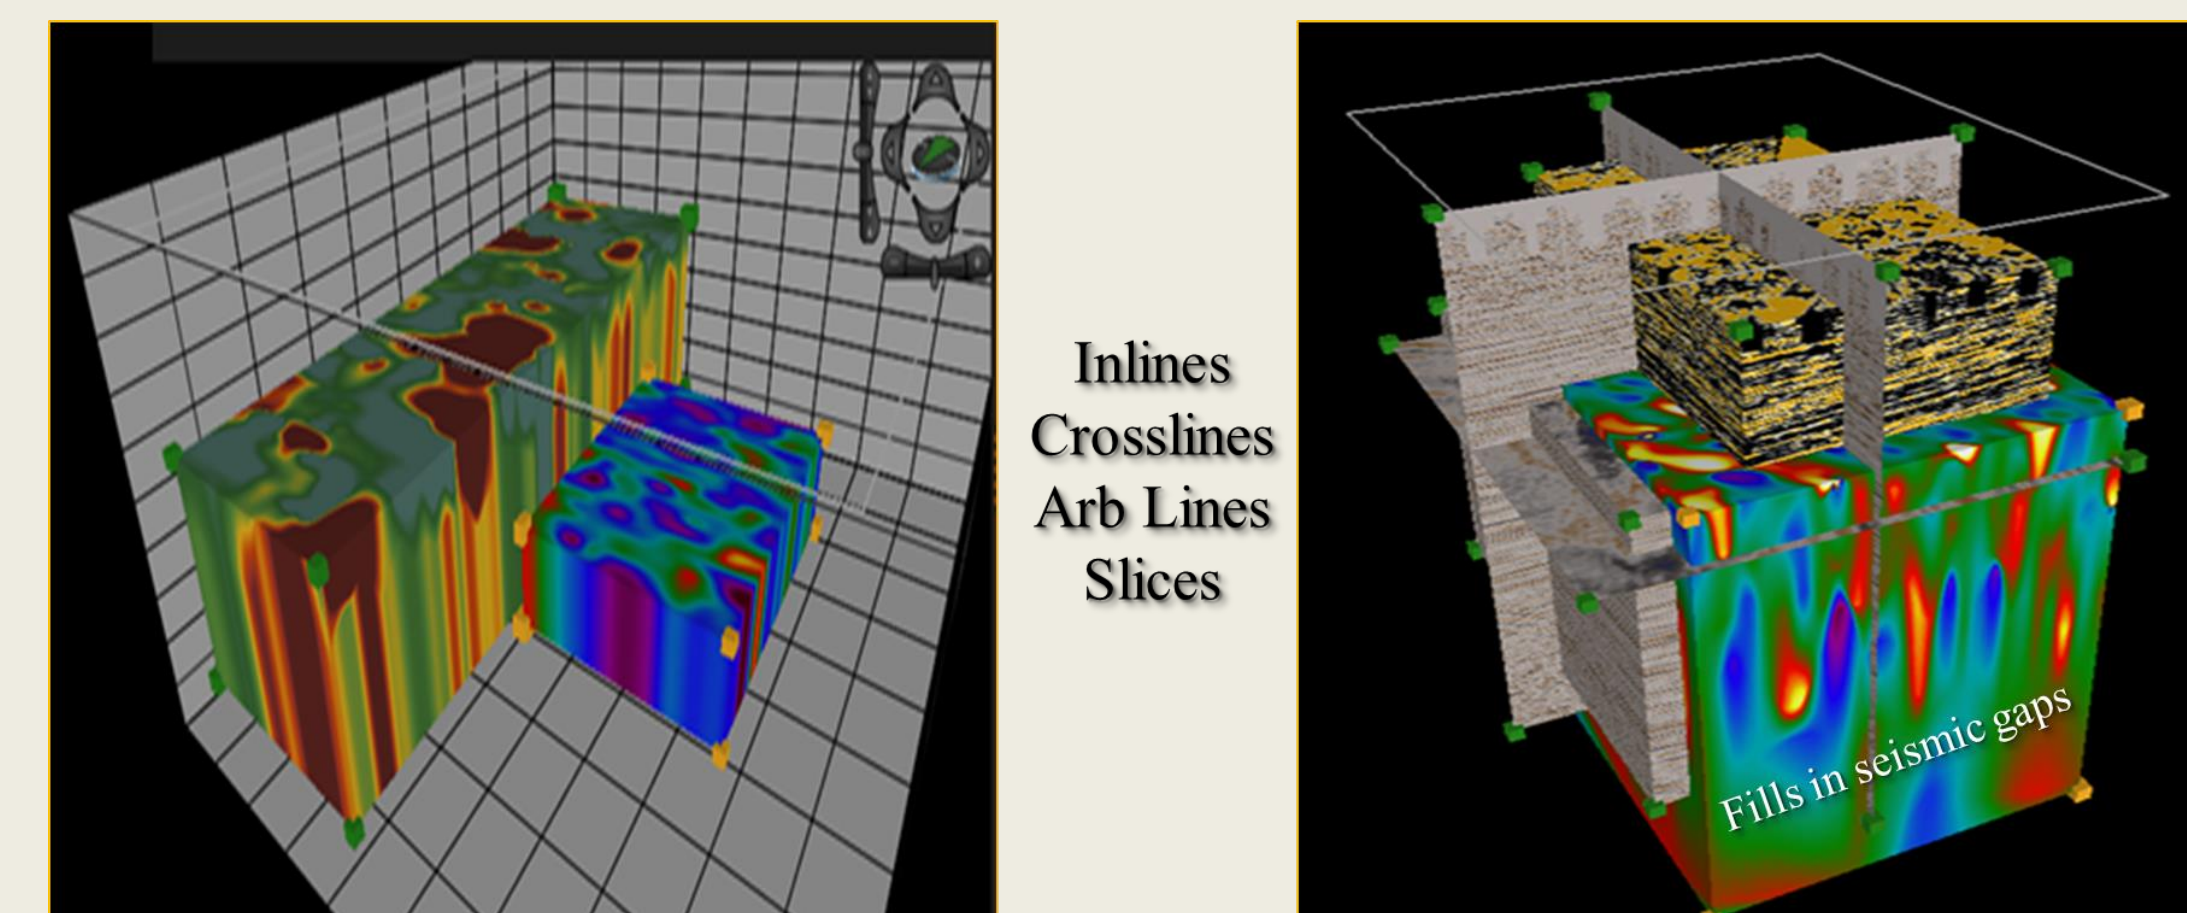 Inlines
Crosslines
Arb Lines
Slices
Fills in seismic gaps